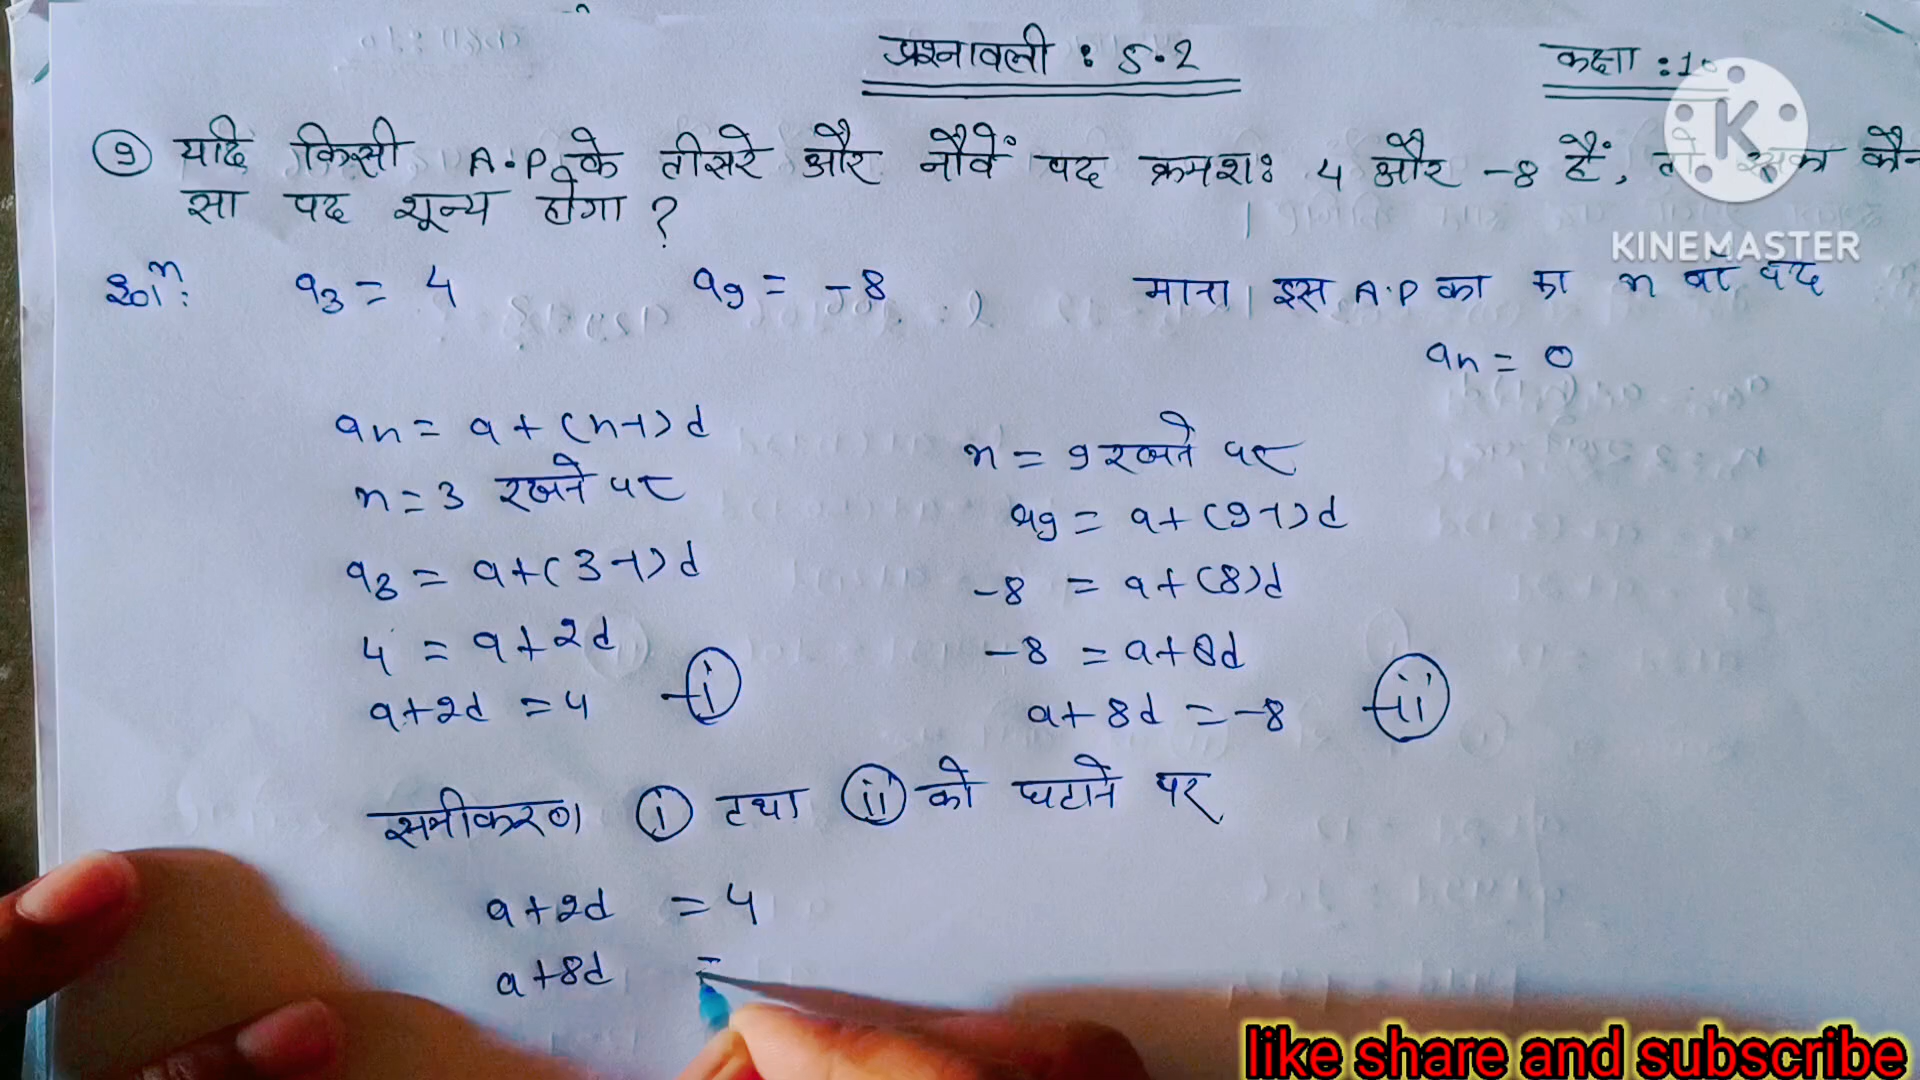 प्रश्नावली : 5.2
कक्षा : 10
9 यदि किसी A.P के तीसरे और नौवें पद क्रमशः 4 और -8 हैं, तो कौन
सा पद शून्य होगा ?
KINEMASTER
Solⁿ: a₃ = 4 a₉ = -8 माना इस A.P का का n वाँ पद
aₙ = 0
aₙ = a + (n-1)d
n = 3 रखने पर
a₃ = a+(3-1)d
4 = a+2d
a+2d = 4 -(i)
n = 9 रखने पर
a₉ = a+(9-1)d
-8 = a+(8)d
-8 = a+8d
a+8d = -8 -(ii)
समीकरण (i) तथा (ii) को घटाने पर
a+2d = 4
a+8d =
like share and subscribe